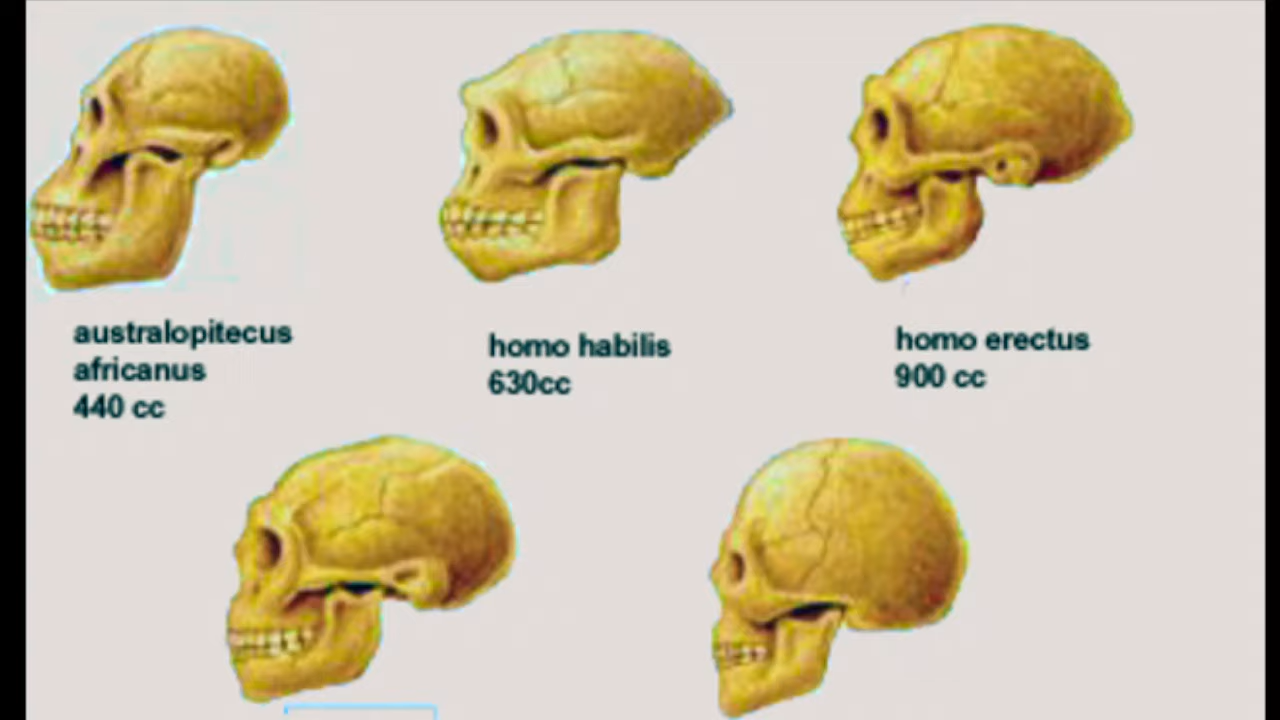 australopitecus
africanus
440 cc
homo habilis
630cc
homo erectus
900 cc